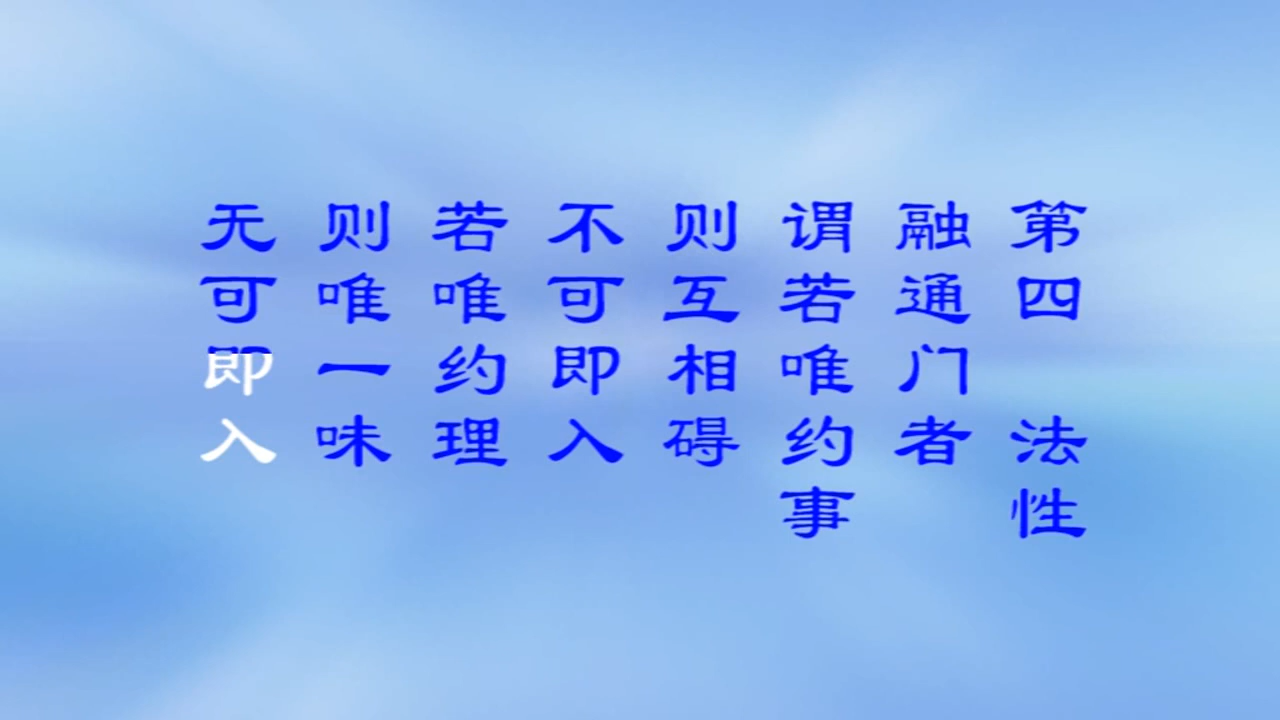 第四 法性
融通门者
谓若唯约事
则互相碍
不可即入
若唯约理
则唯一味
无可即入